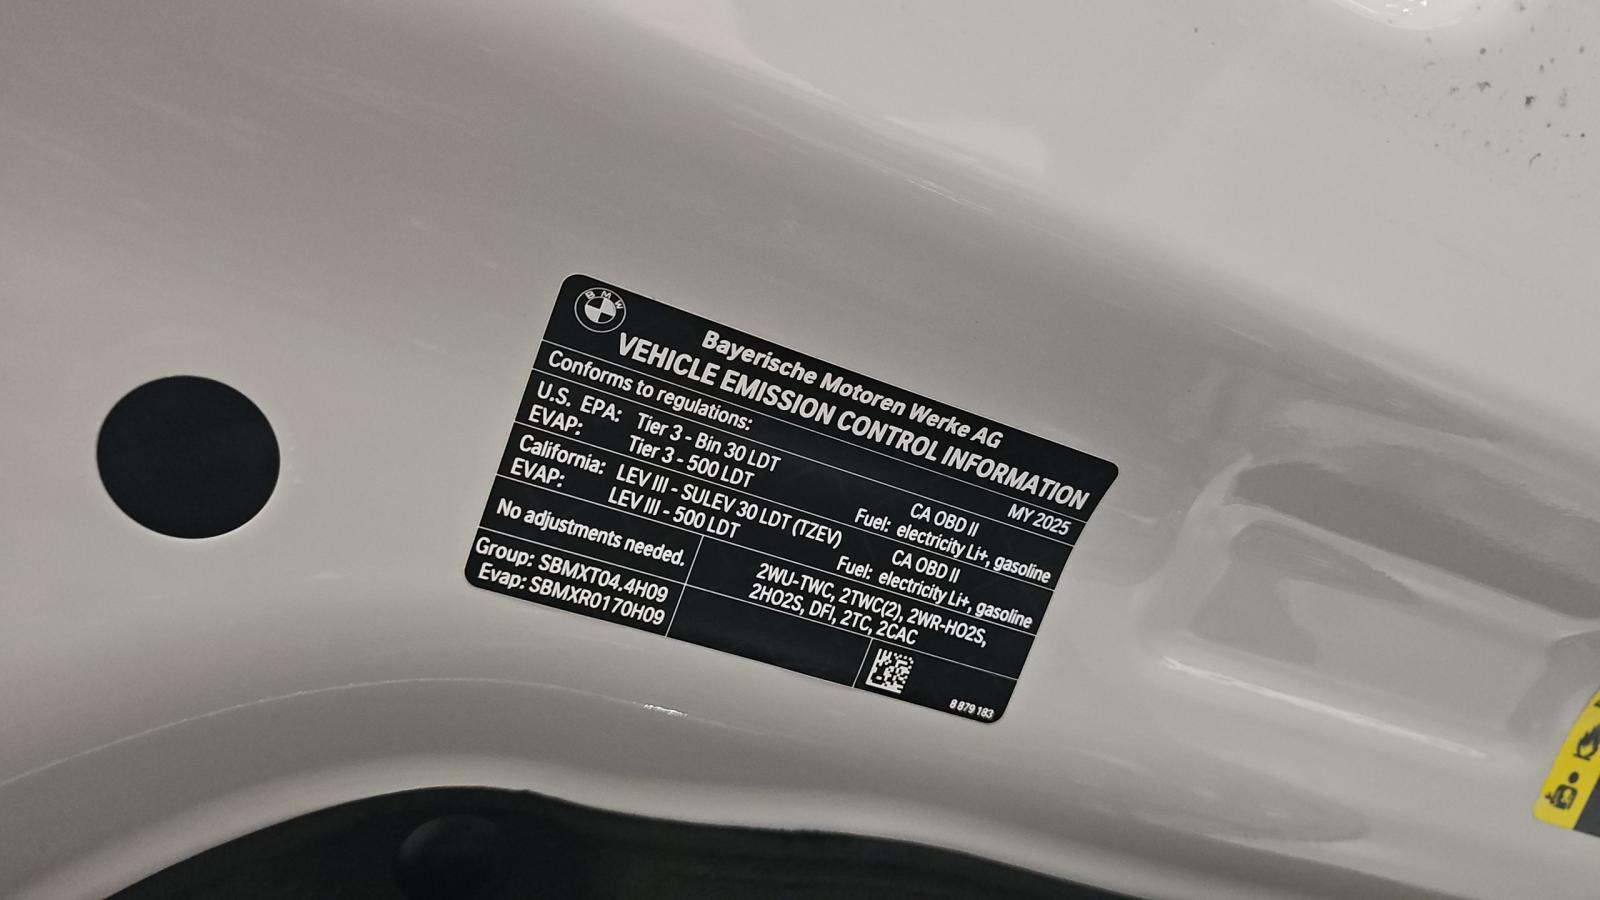 BMW
Bayerische Motoren Werke AG
VEHICLE EMISSION CONTROL INFORMATION
Conforms to regulations: MY 2025
U.S. EPA: Tier 3 - Bin 30 LDT CA OBD II
EVAP: Tier 3 - 500 LDT Fuel: electricity Li+, gasoline
California: LEV III - SULEV 30 LDT (TZEV) CA OBD II
EVAP: LEV III - 500 LDT Fuel: electricity Li+, gasoline
No adjustments needed. 2WU-TWC, 2TWC(2), 2WR-HO2S,
2HO2S, DFI, 2TC, 2CAC
Group: SBMXT04.4H09
Evap: SBMXR0170H09
8 879 183